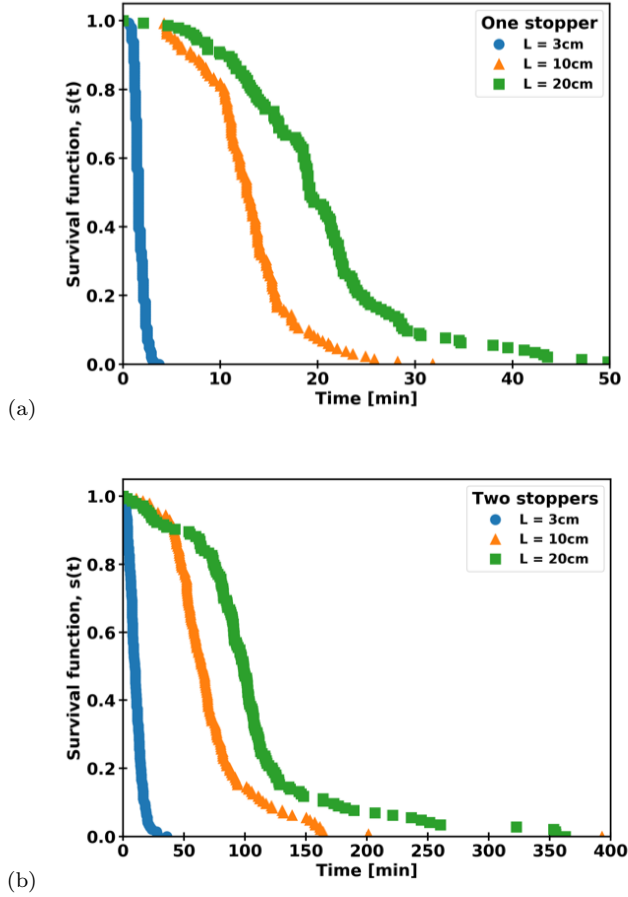 One stopper
L = 3cm
L = 10cm
L = 20cm
Survival function, s(t)
1.0
0.8
0.6
0.4
0.2
0.0
0 10 20 30 40 50
Time [min]
(a)
Two stoppers
L = 3cm
L = 10cm
L = 20cm
Survival function, s(t)
1.0
0.8
0.6
0.4
0.2
0.0
0 50 100 150 200 250 300 350 400
Time [min]
(b)